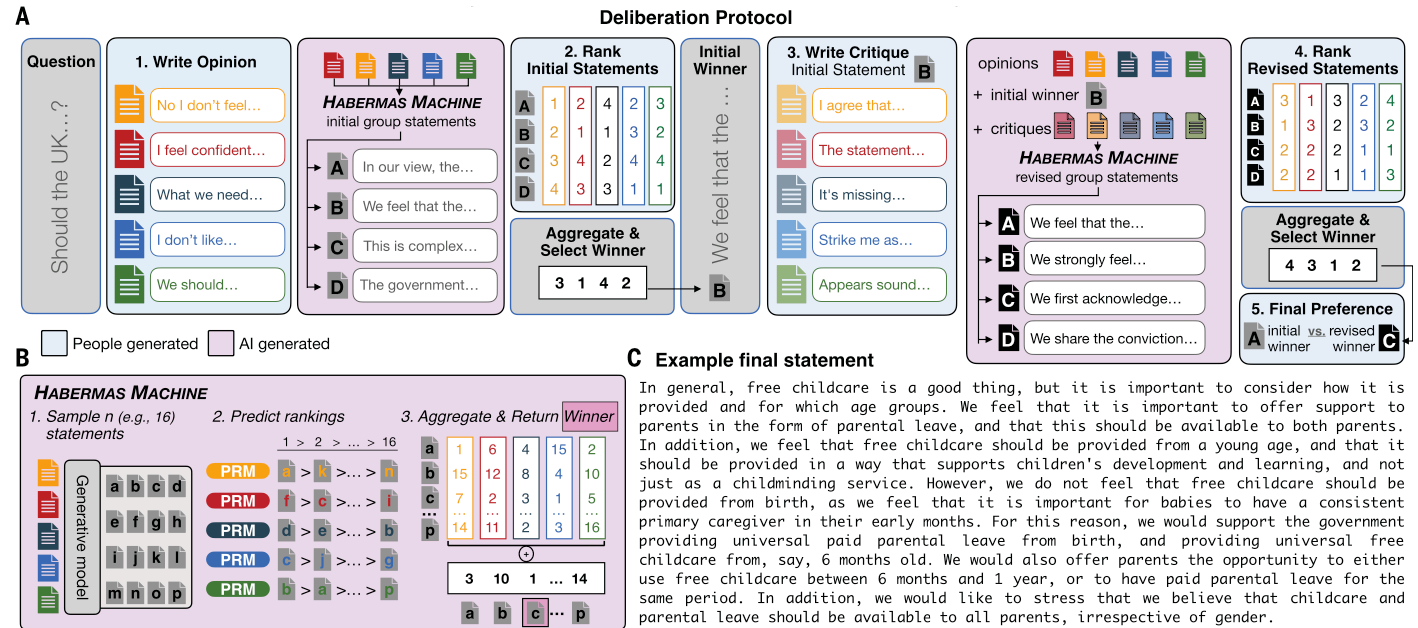 A
Deliberation Protocol
Question
Should the UK...?
1. Write Opinion
No I don't feel...
I feel confident...
What we need...
I don't like...
We should...
HABERMAS MACHINE
initial group statements
A In our view, the...
B We feel that the...
C This is complex...
D The government...
2. Rank
Initial Statements
A 1 2 4 2 3
B 2 1 1 3 2
C 3 4 2 4 4
D 4 3 3 1 1
Aggregate &
Select Winner
3 1 4 2
Initial
Winner
We feel that the ...
B
3. Write Critique
Initial Statement B
I agree that...
The statement...
It's missing...
Strike me as...
Appears sound...
opinions
+ initial winner B
+ critiques
HABERMAS MACHINE
revised group statements
A We feel that the...
B We strongly feel...
C We first acknowledge...
D We share the conviction...
4. Rank
Revised Statements
A 3 1 3 2 4
B 1 3 2 3 2
C 2 2 2 1 1
D 2 2 1 1 3
Aggregate &
Select Winner
4 3 1 2
5. Final Preference
A initial vs. revised C
winner winner
People generated
AI generated
B
HABERMAS MACHINE
1. Sample n (e.g., 16)
statements
Generative model
a b c d
e f g h
i j k l
m n o p
2. Predict rankings
1 > 2 > ... > 16
PRM a > k >... > n
PRM f > c >... > i
PRM d > e >... > b
PRM c > j >... > g
PRM b > a >... > p
3. Aggregate & Return Winner
a 1 6 4 15 2
b 15 12 8 4 10
c 7 2 3 1 5
... ... ... ... ... ...
p 14 11 2 3 16
+
3 10 1 ... 14
a b c ... p
C Example final statement
In general, free childcare is a good thing, but it is important to consider how it is
provided and for which age groups. We feel that it is important to offer support to
parents in the form of parental leave, and that this should be available to both parents.
In addition, we feel that free childcare should be provided from a young age, and that it
should be provided in a way that supports children's development and learning, and not
just as a childminding service. However, we do not feel that free childcare should be
provided from birth, as we feel that it is important for babies to have a consistent
primary caregiver in their early months. For this reason, we would support the government
providing universal paid parental leave from birth, and providing universal free
childcare from, say, 6 months old. We would also offer parents the opportunity to either
use free childcare between 6 months and 1 year, or to have paid parental leave for the
same period. In addition, we would like to stress that we believe that childcare and
parental leave should be available to all parents, irrespective of gender.